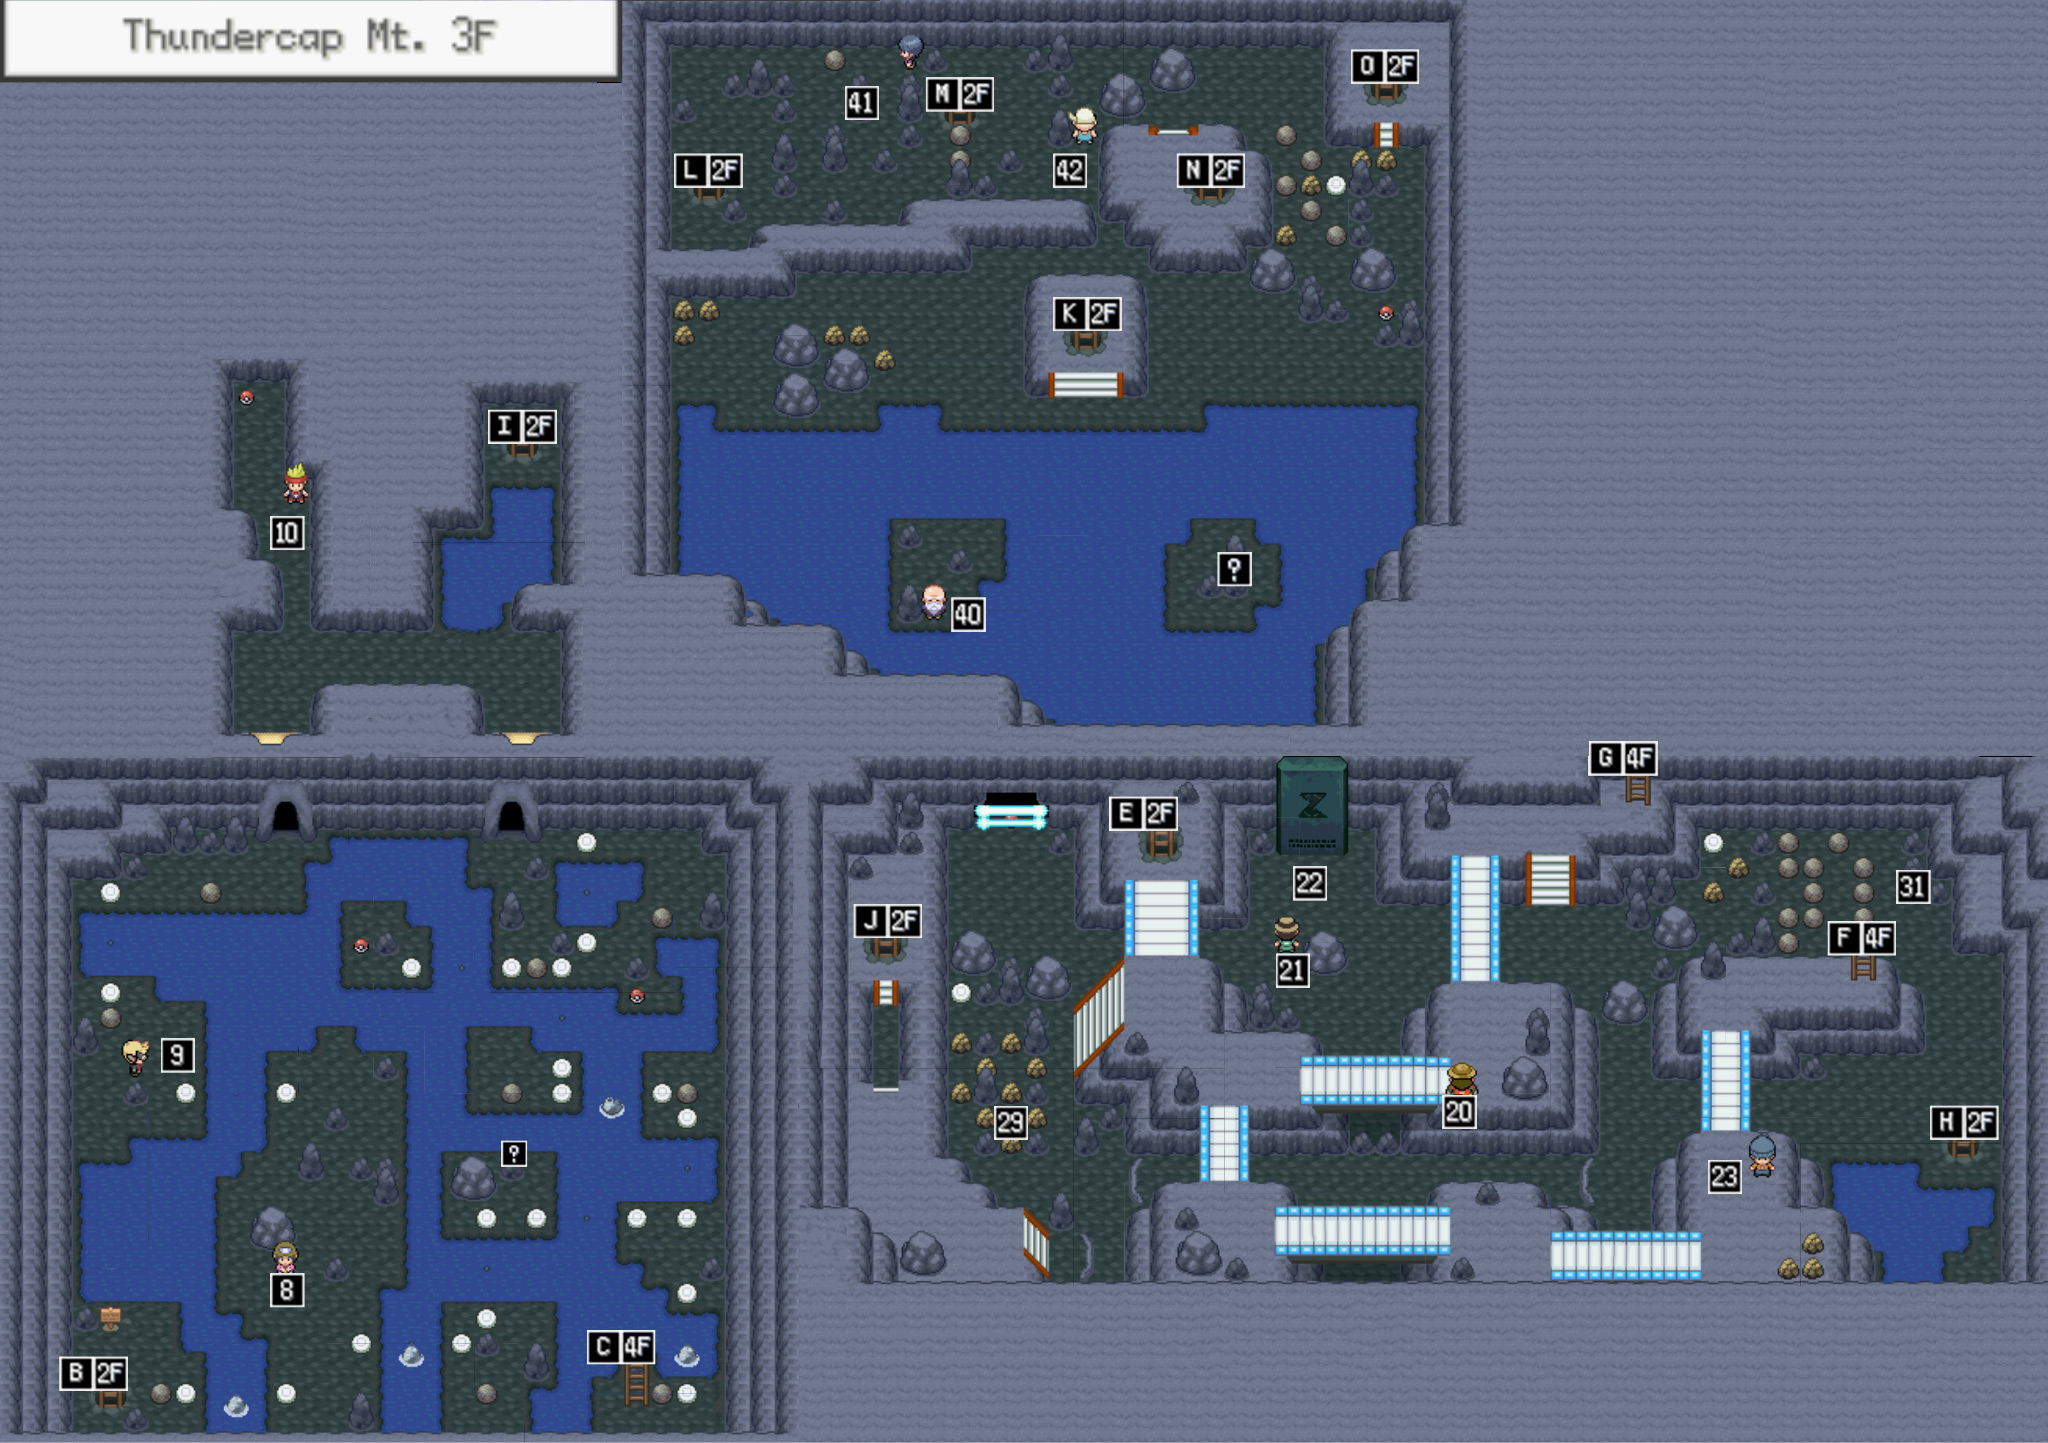 Thundercap Mt. 3F
O 2F
M 2F
41
L 2F
42
N 2F
K 2F
I 2F
10
?
40
G 4F
E 2F
22
31
J 2F
F 4F
21
9
20
29
H 2F
?
23
8
C 4F
B 2F